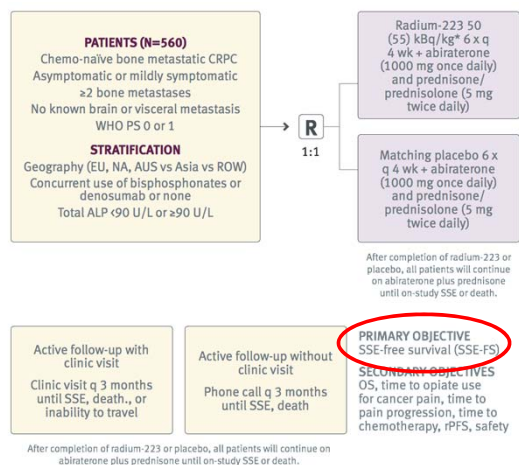 PATIENTS (N=560)
Chemo-naïve bone metastatic CRPC
Asymptomatic or mildly symptomatic
≥2 bone metastases
No known brain or visceral metastasis
WHO PS 0 or 1
STRATIFICATION
Geography (EU, NA, AUS vs Asia vs ROW)
Concurrent use of bisphosphonates or
denosumab or none
Total ALP <90 U/L or ≥90 U/L
R
1:1
Radium-223 50
(55) kBq/kg* 6 x q
4 wk + abiraterone
(1000 mg once daily)
and prednisone/
prednisolone (5 mg
twice daily)
Matching placebo 6 x
q 4 wk + abiraterone
(1000 mg once daily)
and prednisone/
prednisolone (5 mg
twice daily)
After completion of radium-223 or
placebo, all patients will continue
on abiraterone plus prednisone
until on-study SSE or death.
Active follow-up with
clinic visit
Clinic visit q 3 months
until SSE, death., or
inability to travel
Active follow-up without
clinic visit
Phone call q 3 months
until SSE, death
PRIMARY OBJECTIVE
SSE-free survival (SSE-FS)
SECONDARY OBJECTIVES
OS, time to opiate use
for cancer pain, time to
pain progression, time to
chemotherapy, rPFS, safety
After completion of radium-223 or placebo, all patients will continue on
abiraterone plus prednisone until on-study SSE or death.